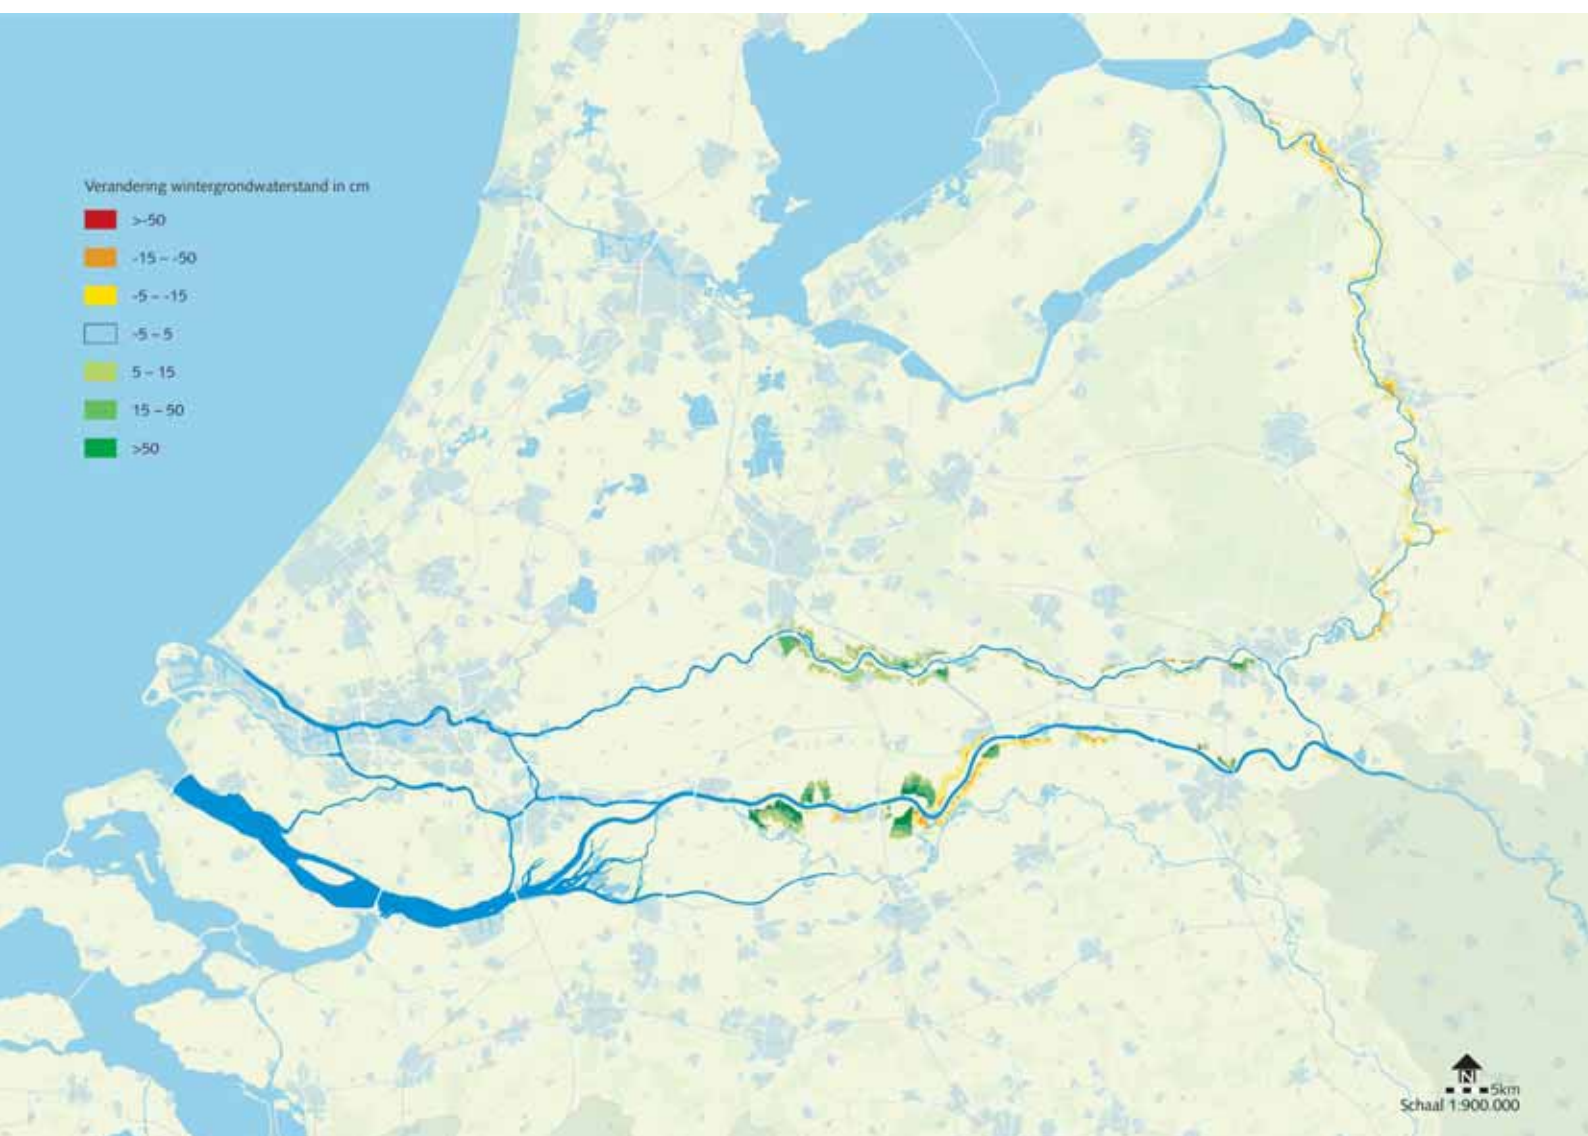 Verandering wintergrondwaterstand in cm
>-50
-15 – -50
-5 – -15
-5 – 5
5 – 15
15 – 50
>50
N
5km
Schaal 1:900.000